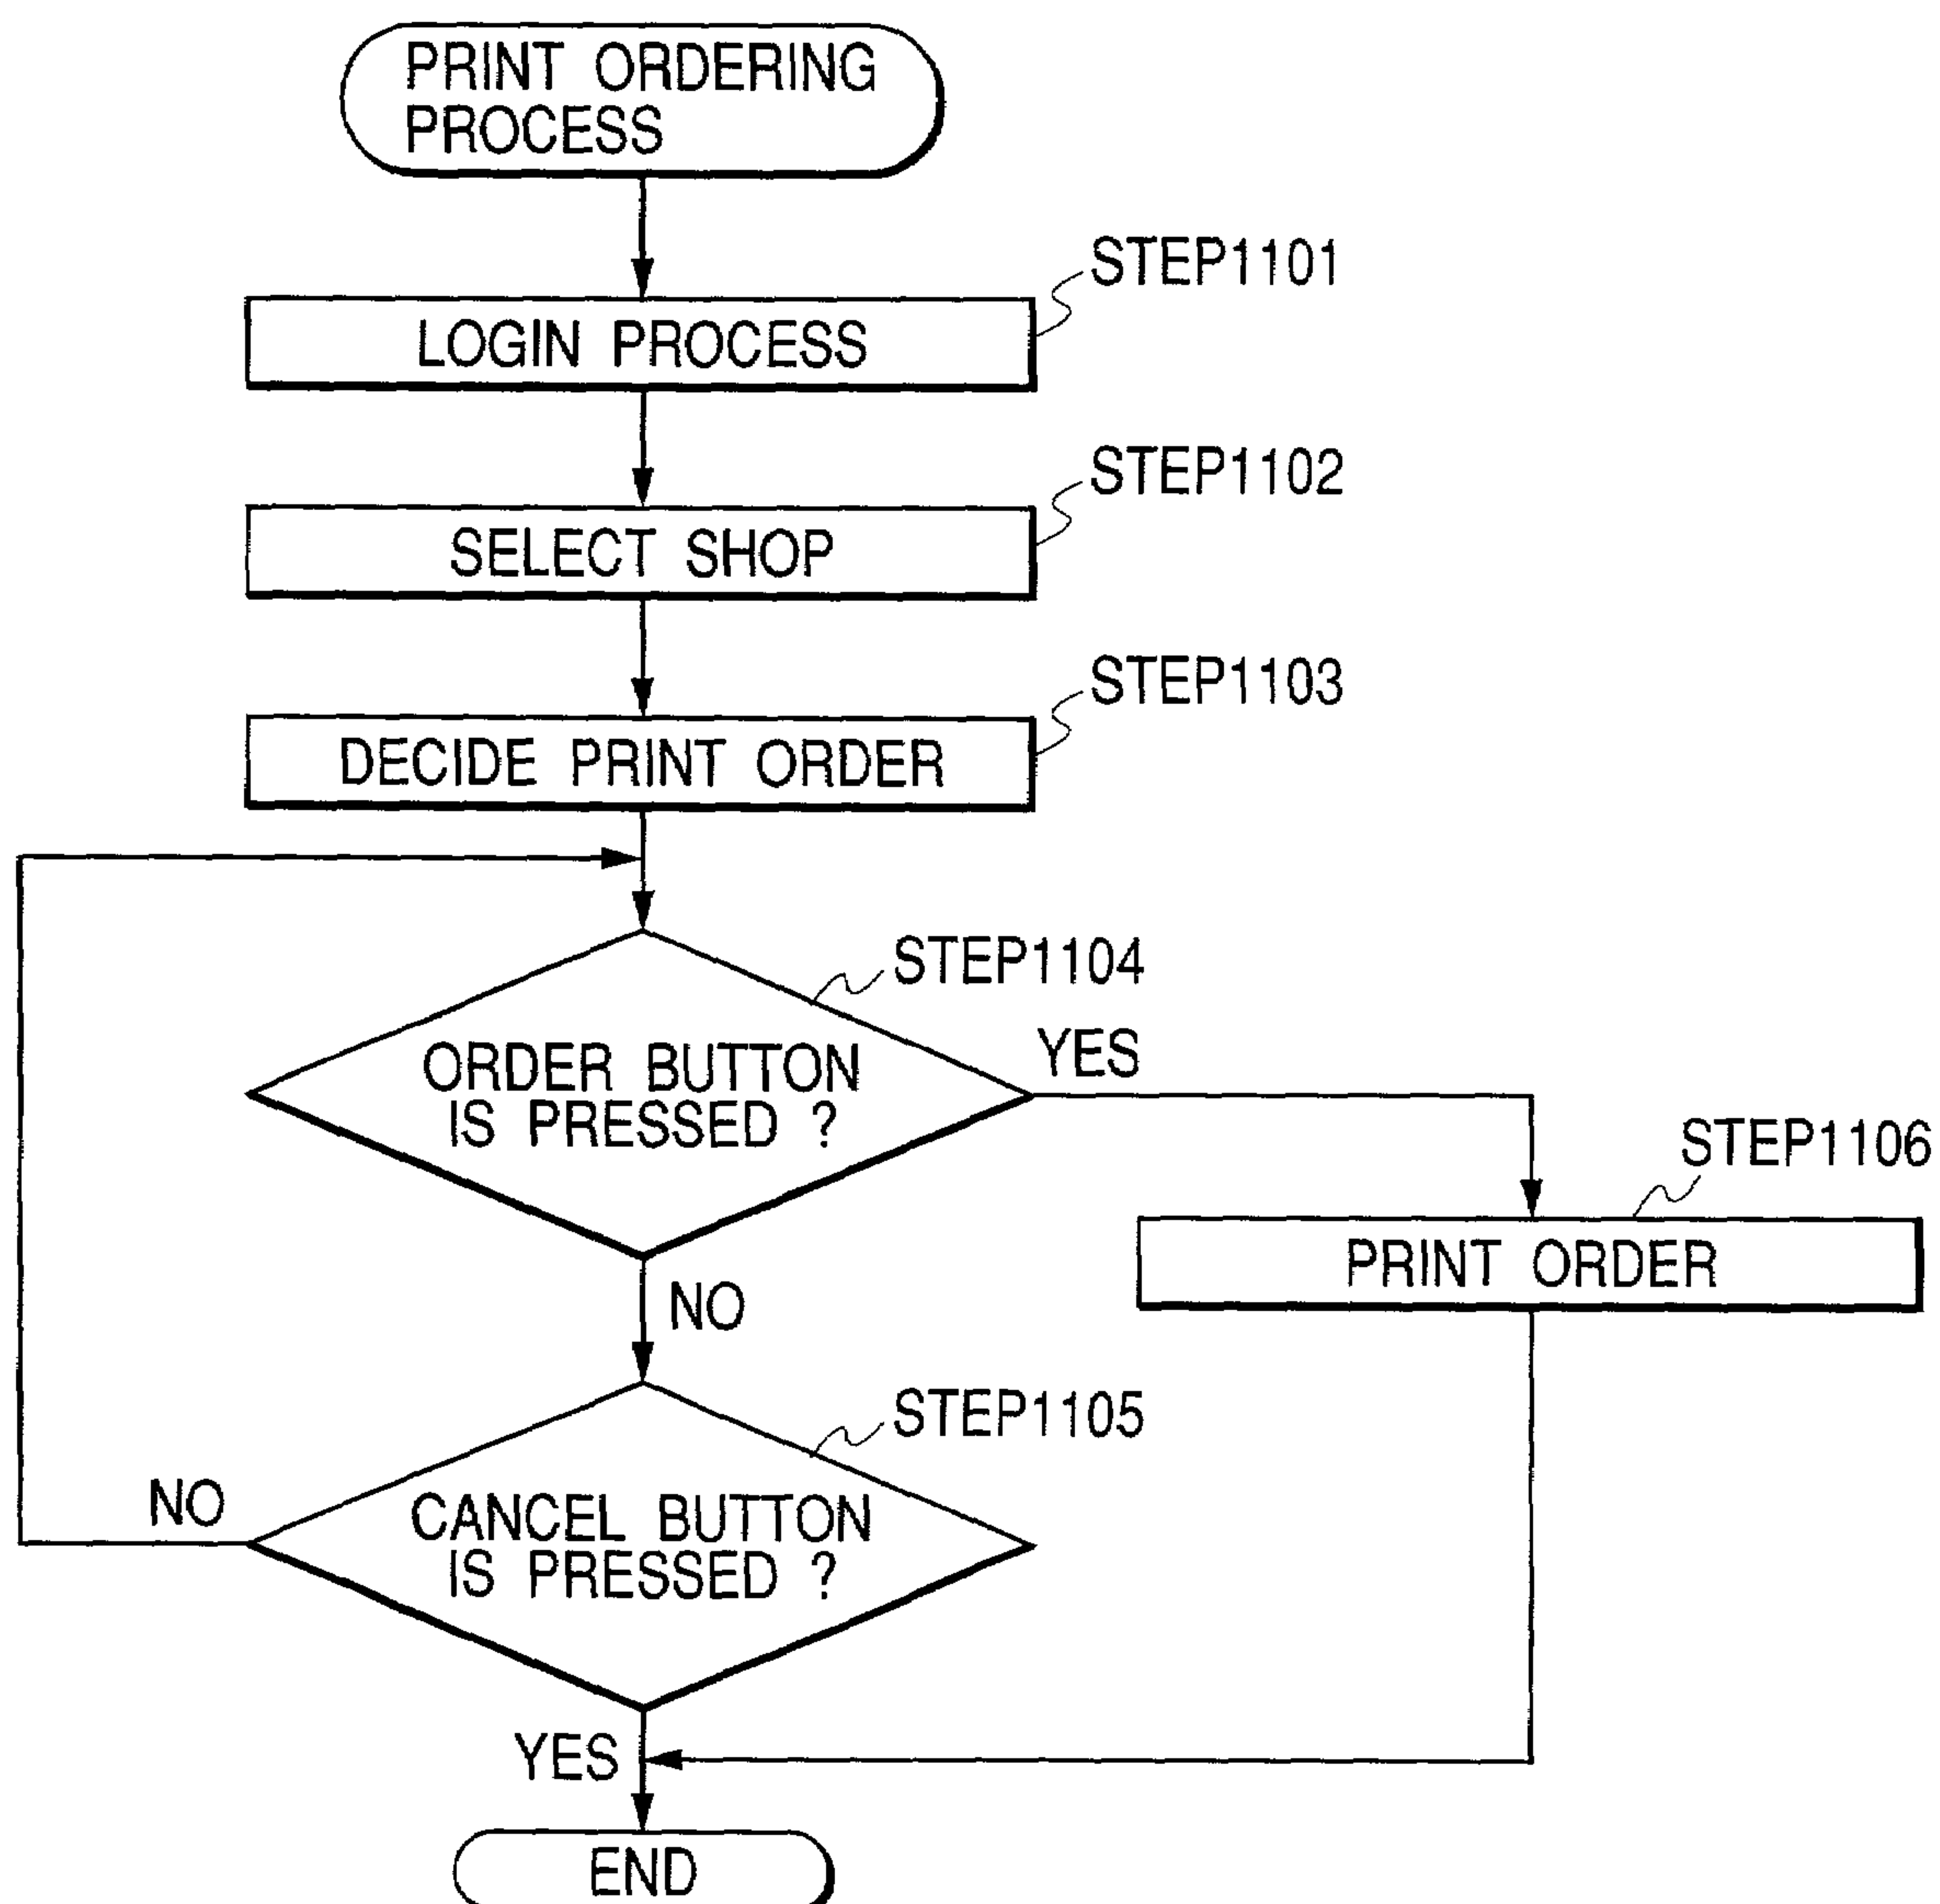 PRINT ORDERING
PROCESS
STEP1101
LOGIN PROCESS
STEP1102
SELECT SHOP
STEP1103
DECIDE PRINT ORDER
STEP1104
ORDER BUTTON
IS PRESSED ?
YES
STEP1106
PRINT ORDER
NO
STEP1105
CANCEL BUTTON
IS PRESSED ?
NO
YES
END